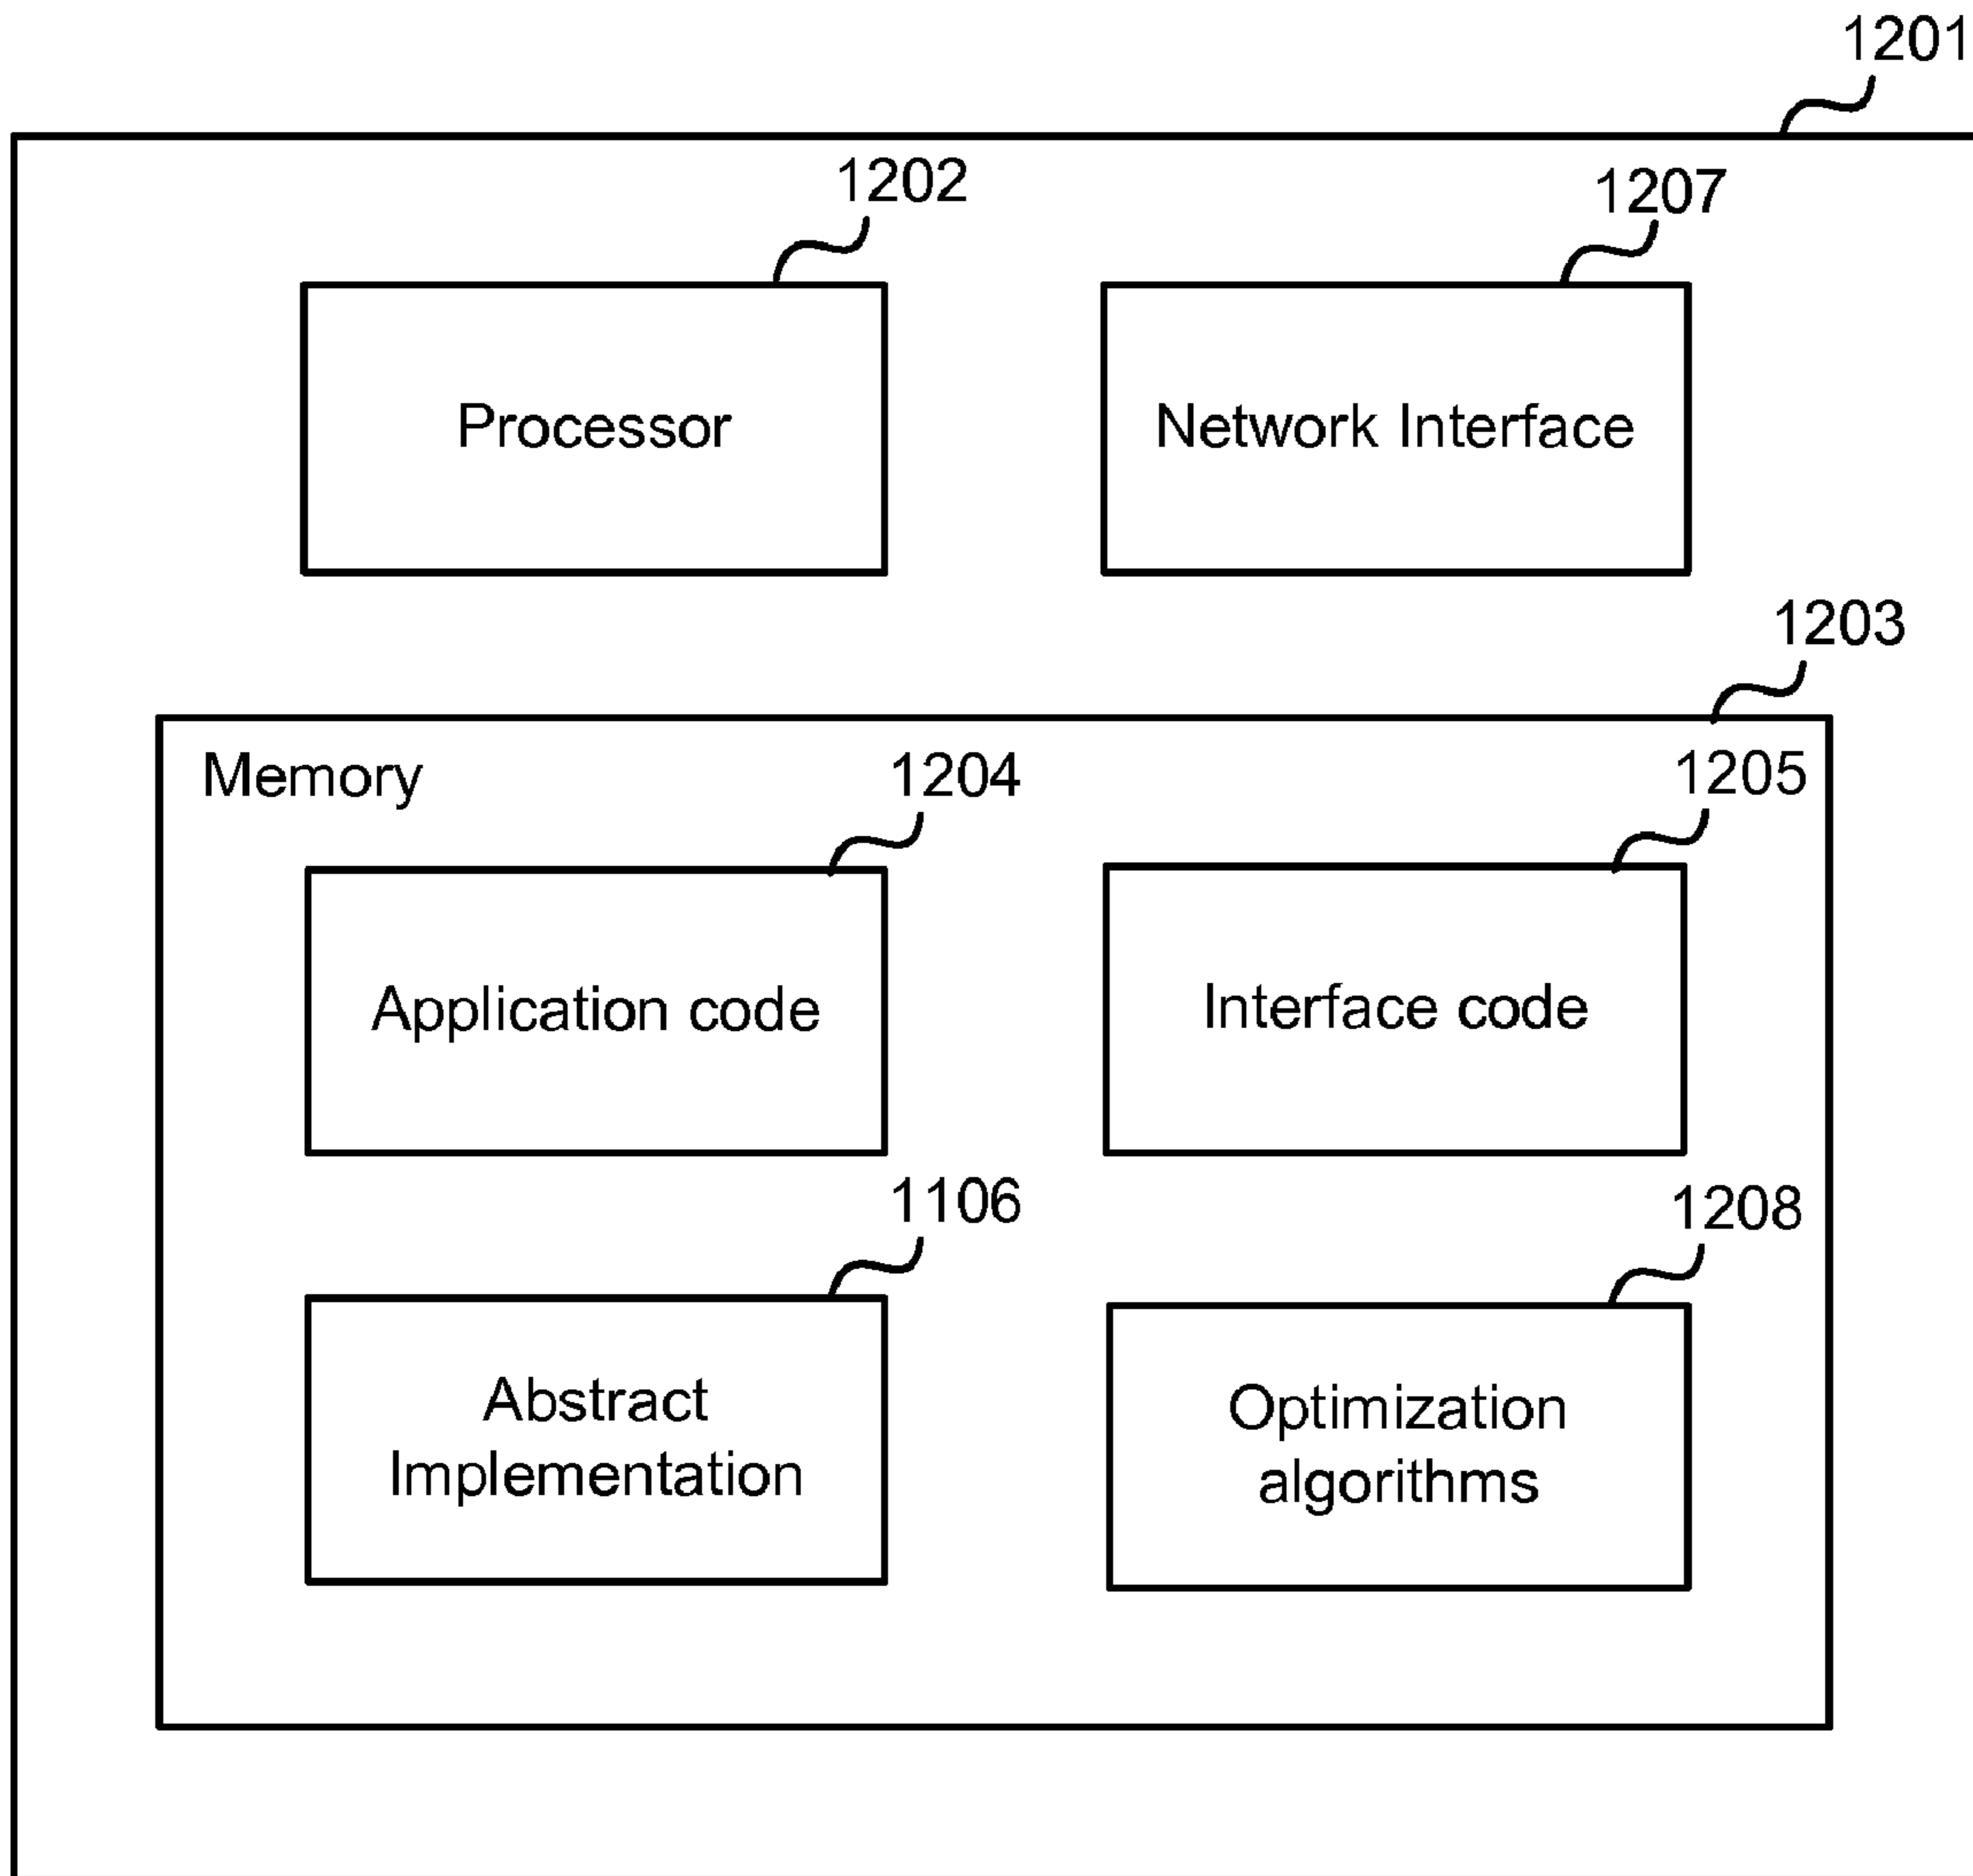 1201
1202
1207
Processor
Network Interface
1203
Memory
1204
1205
Application code
Interface code
1106
1208
Abstract
Implementation
Optimization
algorithms